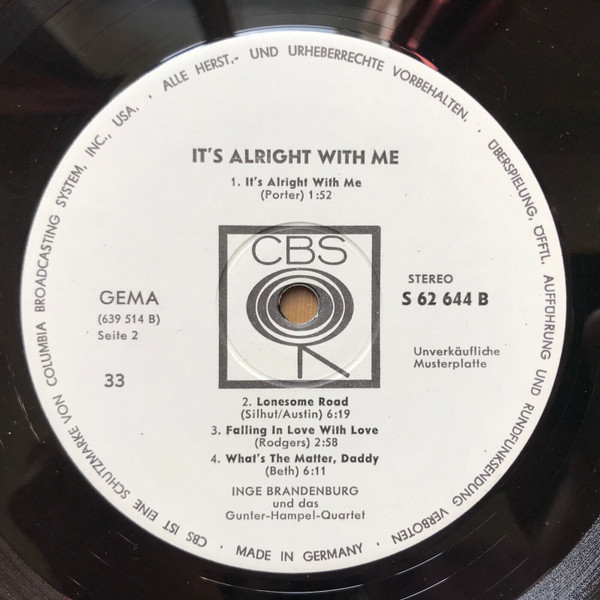 · ALLE HERST.- UND URHEBERRECHTE VORBEHALTEN. · ÜBERSPIELUNG, ÖFFTL. AUFFÜHRUNG UND RUNDFUNKSENDUNG VERBOTEN · MADE IN GERMANY · CBS IST EINE SCHUTZMARKE VON COLUMBIA BROADCASTING SYSTEM, INC., USA.
IT'S ALRIGHT WITH ME
1. It's Alright With Me
(Porter) 1:52
CBS
GEMA
(639 514 B)
Seite 2
33
STEREO
S 62 644 B
Unverkäufliche
Musterplatte
2. Lonesome Road
(Silhut/Austin) 6:19
3. Falling In Love With Love
(Rodgers) 2:58
4. What's The Matter, Daddy
(Beth) 6:11
INGE BRANDENBURG
und das
Gunter-Hampel-Quartet